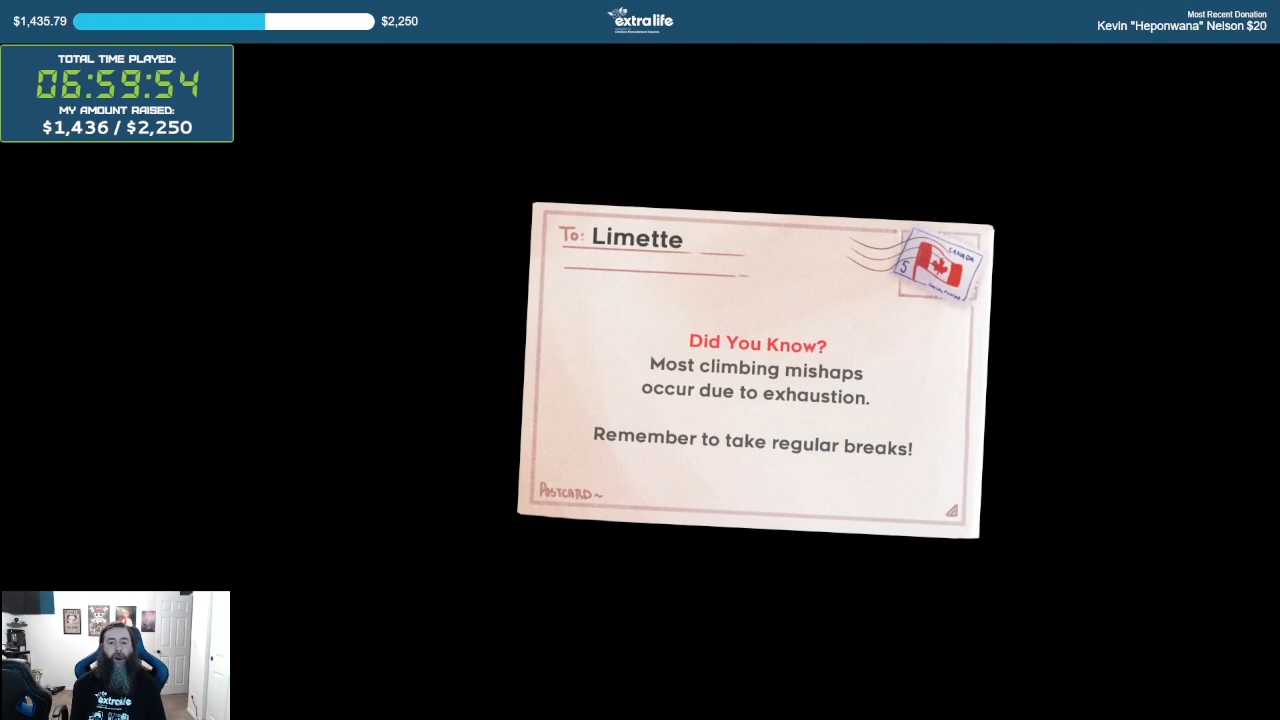 $1,435.79
$2,250
extralife
Most Recent Donation
Kevin "Heponwana" Nelson $20
TOTAL TIME PLAYED:
06:59:54
MY AMOUNT RAISED:
$1,436 / $2,250
To: Limette
CANADA
5
Did You Know?
Most climbing mishaps
occur due to exhaustion.
Remember to take regular breaks!
POSTCARD~
extralife